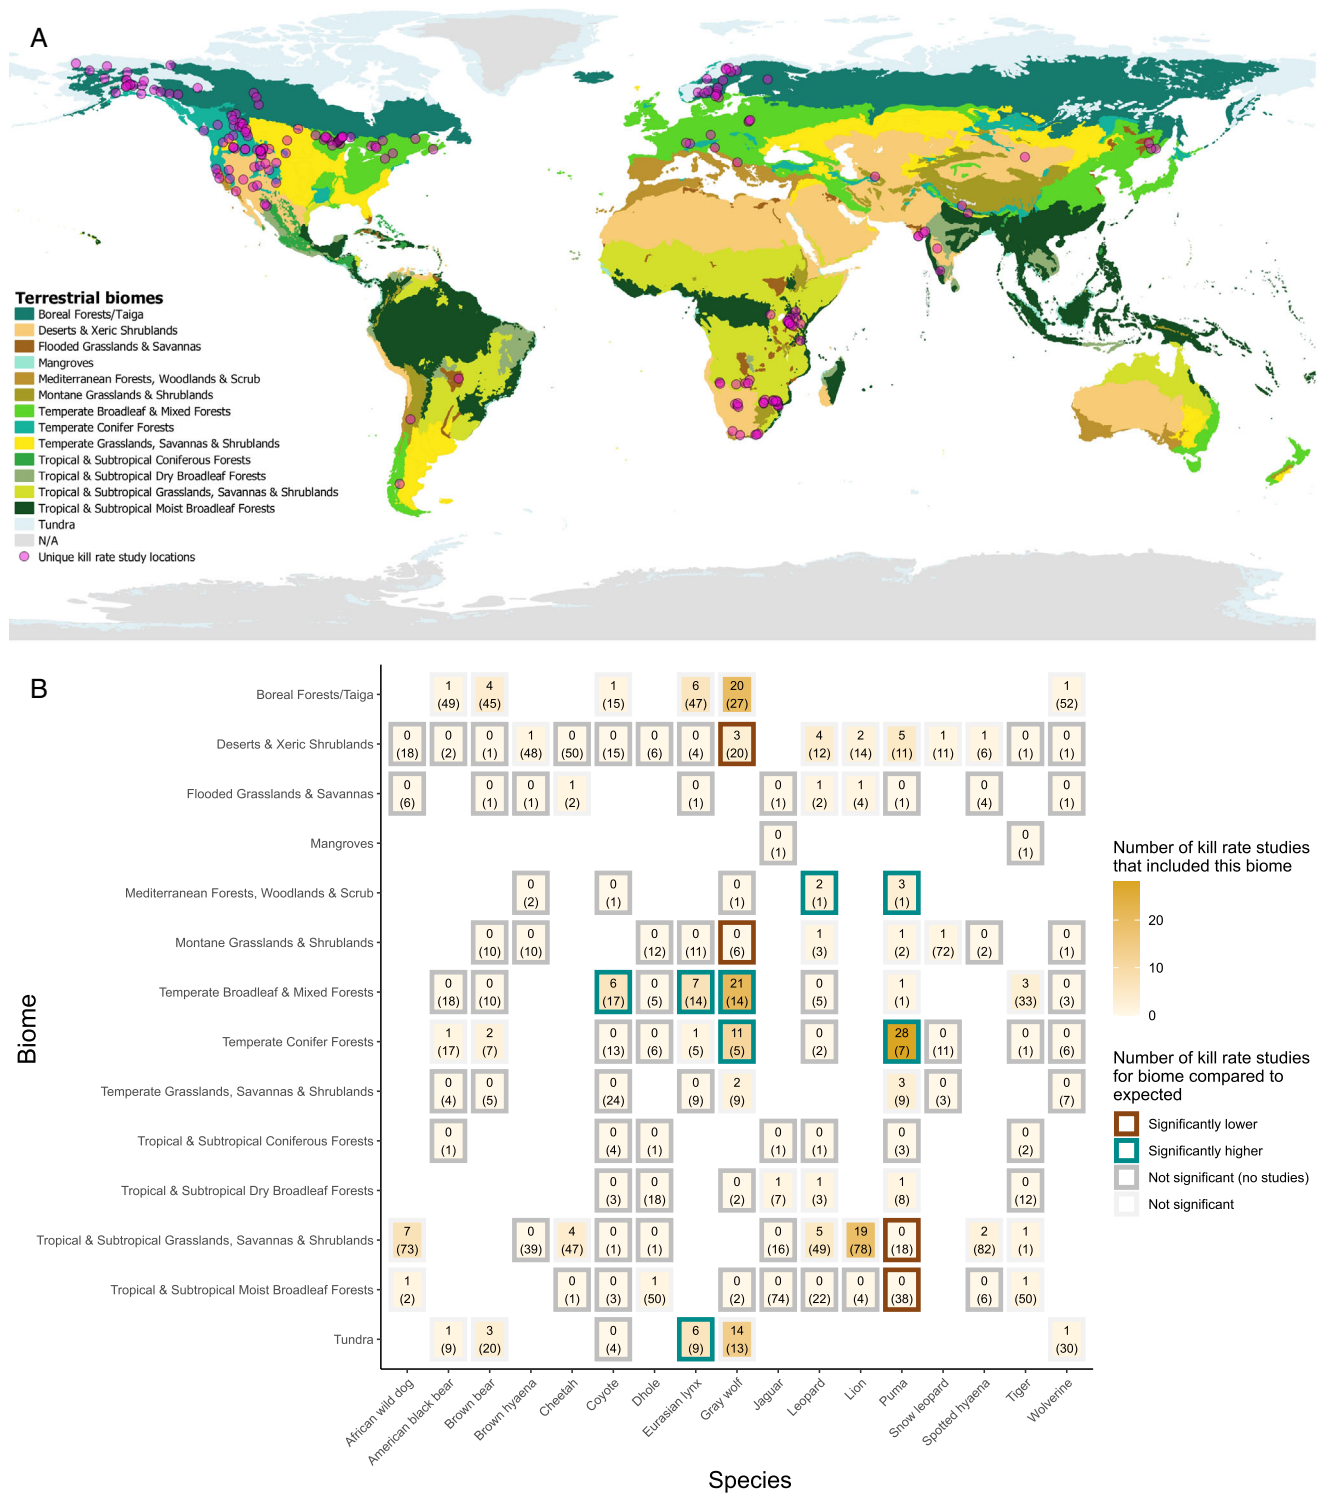 A
Terrestrial biomes
Boreal Forests/Taiga
Deserts & Xeric Shrublands
Flooded Grasslands & Savannas
Mangroves
Mediterranean Forests, Woodlands & Scrub
Montane Grasslands & Shrublands
Temperate Broadleaf & Mixed Forests
Temperate Conifer Forests
Temperate Grasslands, Savannas & Shrublands
Tropical & Subtropical Coniferous Forests
Tropical & Subtropical Dry Broadleaf Forests
Tropical & Subtropical Grasslands, Savannas & Shrublands
Tropical & Subtropical Moist Broadleaf Forests
Tundra
N/A
Unique kill rate study locations
B
Biome
Boreal Forests/Taiga
1 4 1 6 20 1
(49) (45) (15) (47) (27) (52)
Deserts & Xeric Shrublands
0 0 0 1 0 0 0 0 3 4 2 5 1 1 0 0
(18) (2) (1) (48) (50) (15) (6) (4) (20) (12) (14) (11) (11) (6) (1) (1)
Flooded Grasslands & Savannas
0 0 0 1 0 0 1 1 0 0 0
(6) (1) (1) (2) (1) (1) (2) (4) (1) (4) (1)
Mangroves
0 0
(1) (1)
Mediterranean Forests, Woodlands & Scrub
0 0 0 2 3
(2) (1) (1) (1) (1)
Montane Grasslands & Shrublands
0 0 0 0 0 1 1 1 0 0
(10) (10) (12) (11) (6) (3) (2) (72) (2) (1)
Temperate Broadleaf & Mixed Forests
0 0 6 0 7 21 0 1 3 0
(18) (10) (17) (5) (14) (14) (5) (1) (33) (3)
Temperate Conifer Forests
1 2 0 0 1 11 0 28 0 0 0
(17) (7) (13) (6) (5) (5) (2) (7) (11) (1) (6)
Temperate Grasslands, Savannas & Shrublands
0 0 0 0 2 3 0 0
(4) (5) (24) (9) (9) (9) (3) (7)
Tropical & Subtropical Coniferous Forests
0 0 0 0 0 0 0
(1) (4) (1) (1) (1) (3) (2)
Tropical & Subtropical Dry Broadleaf Forests
0 0 0 1 1 1 0
(3) (18) (2) (7) (3) (8) (12)
Tropical & Subtropical Grasslands, Savannas & Shrublands
7 0 4 0 0 0 5 19 0 2 1
(73) (39) (47) (1) (1) (16) (49) (78) (18) (82) (1)
Tropical & Subtropical Moist Broadleaf Forests
1 0 0 1 0 0 0 0 0 0 1
(2) (1) (3) (50) (2) (74) (22) (4) (38) (6) (50)
Tundra
1 3 0 6 14 1
(9) (20) (4) (9) (13) (30)
African wild dog
American black bear
Brown bear
Brown hyaena
Cheetah
Coyote
Dhole
Eurasian lynx
Gray wolf
Jaguar
Leopard
Lion
Puma
Snow leopard
Spotted hyaena
Tiger
Wolverine
Species
Number of kill rate studies
that included this biome
20
10
0
Number of kill rate studies
for biome compared to
expected
Significantly lower
Significantly higher
Not significant (no studies)
Not significant